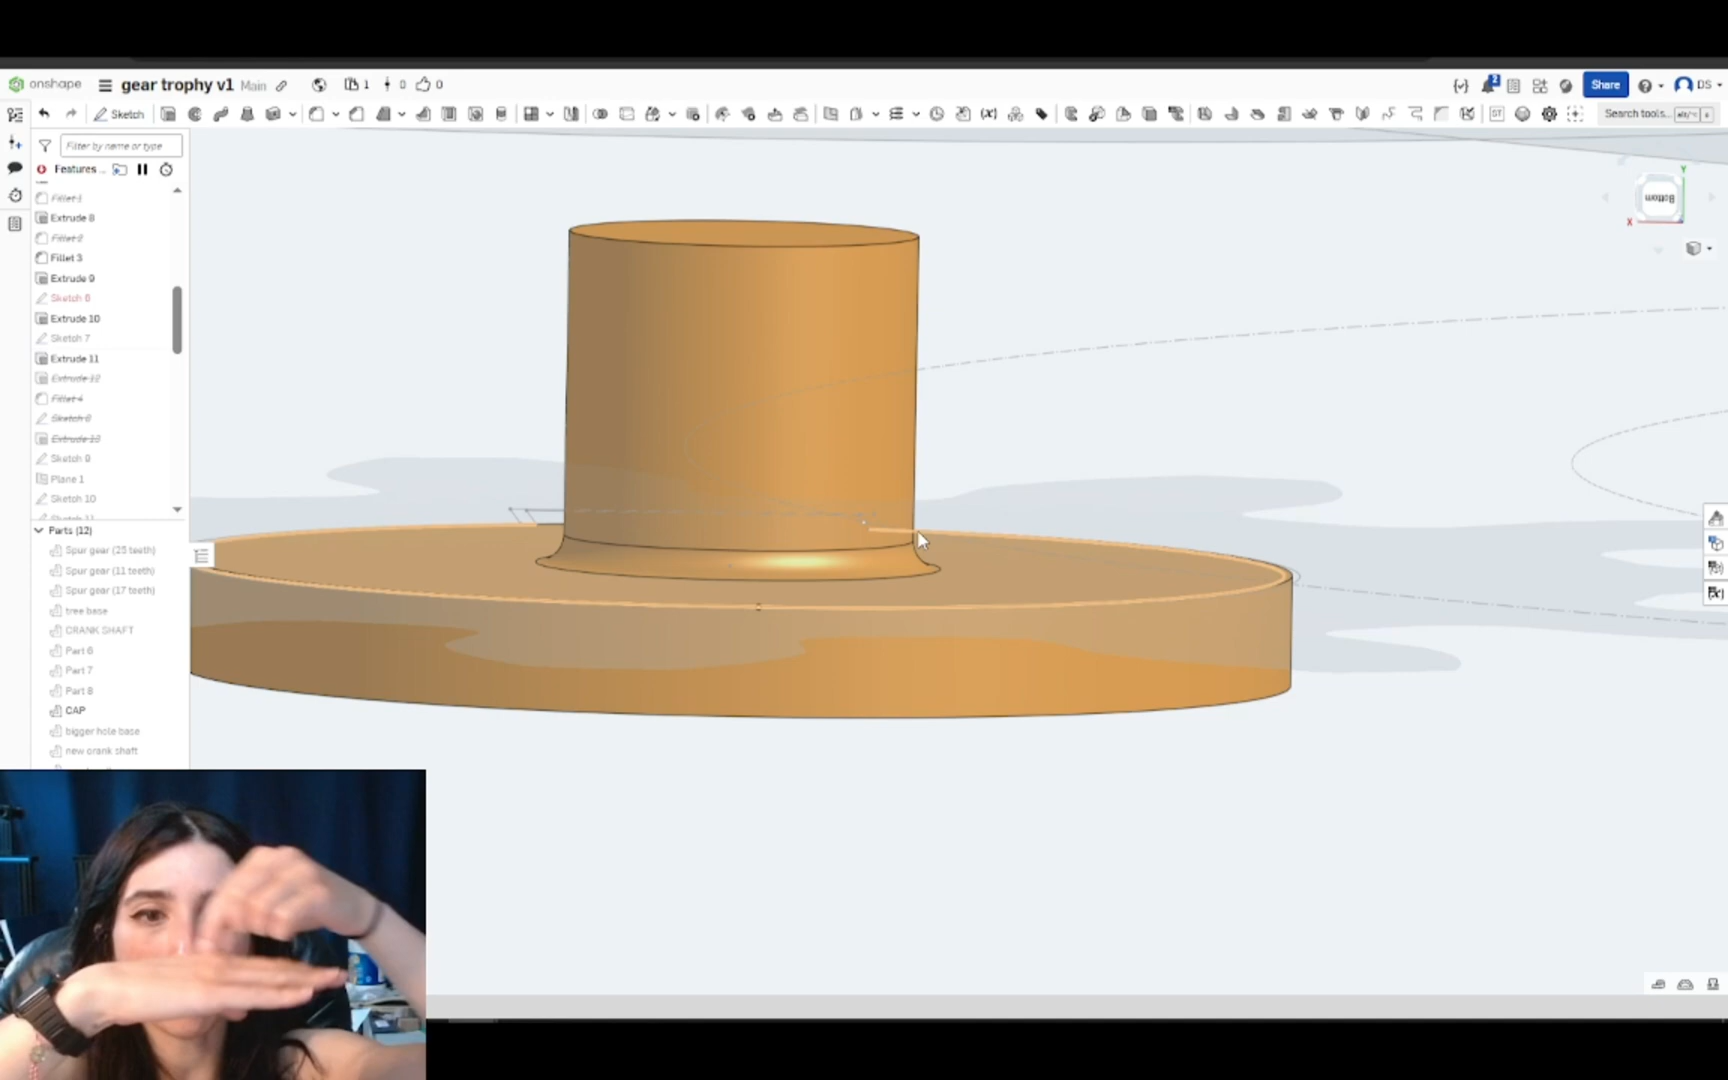 onshape
gear trophy v1 Main
1 0 0
2
Share
DS
Sketch
Search tools...
Filter by name or type
Features ...
Fillet 1
Extrude 8
Fillet 2
Fillet 3
Extrude 9
Sketch 6
Extrude 10
Sketch 7
Extrude 11
Extrude 12
Fillet 4
Sketch 8
Extrude 13
Sketch 9
Plane 1
Sketch 10
Sketch 11
Parts (12)
Spur gear (25 teeth)
Spur gear (11 teeth)
Spur gear (17 teeth)
tree base
CRANK SHAFT
Part 6
Part 7
Part 8
CAP
bigger hole base
new crank shaft
Y
Bottom
X